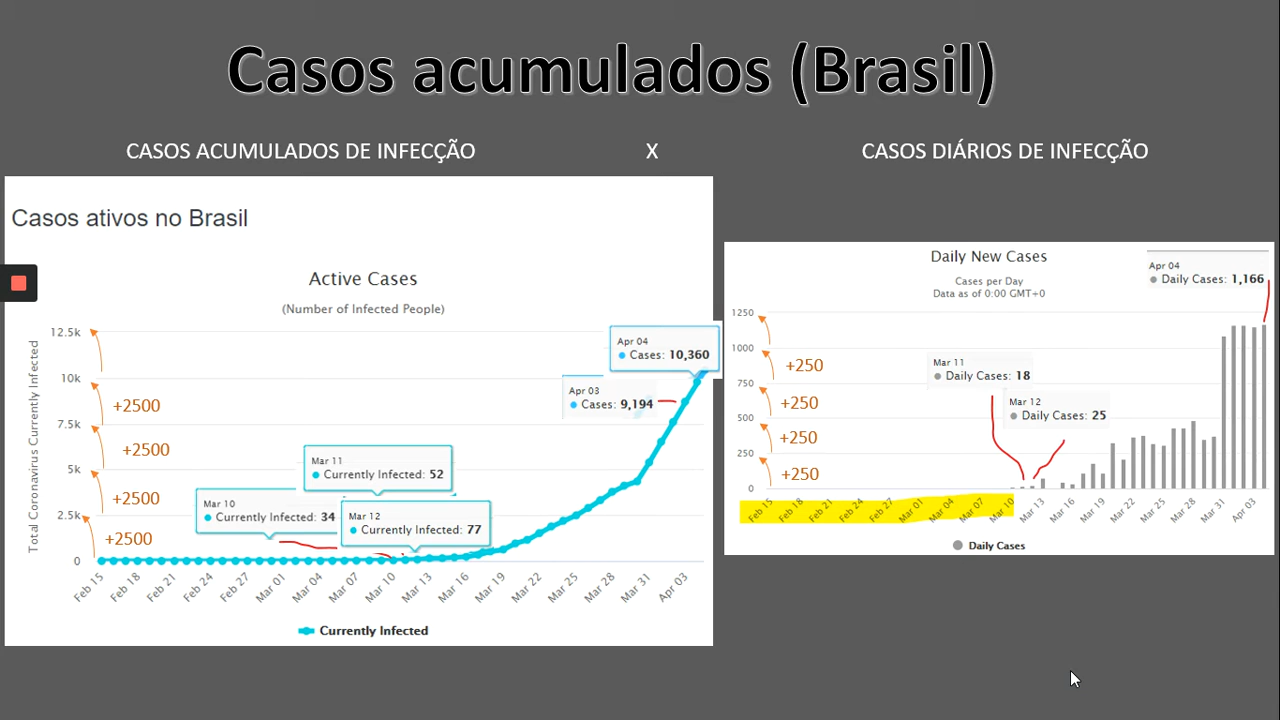 Casos acumulados (Brasil)
CASOS ACUMULADOS DE INFECÇÃO
X
CASOS DIÁRIOS DE INFECÇÃO
Casos ativos no Brasil
Active Cases
(Number of Infected People)
Total Coronavirus Currently Infected
12.5k
10k
7.5k
5k
2.5k
0
+2500
+2500
+2500
+2500
Apr 04
Cases: 10,360
Apr 03
Cases: 9,194
Mar 11
Currently Infected: 52
Mar 10
Currently Infected: 34
Mar 12
Currently Infected: 77
Feb 15
Feb 18
Feb 21
Feb 24
Feb 27
Mar 01
Mar 04
Mar 07
Mar 10
Mar 13
Mar 16
Mar 19
Mar 22
Mar 25
Mar 28
Mar 31
Apr 03
Currently Infected
Daily New Cases
Cases per Day
Data as of 0:00 GMT+0
Apr 04
Daily Cases: 1,166
1250
1000
750
500
250
0
+250
+250
+250
+250
Mar 11
Daily Cases: 18
Mar 12
Daily Cases: 25
Feb 15
Feb 18
Feb 21
Feb 24
Feb 27
Mar 01
Mar 04
Mar 07
Mar 10
Mar 13
Mar 16
Mar 19
Mar 22
Mar 25
Mar 28
Mar 31
Apr 03
Daily Cases